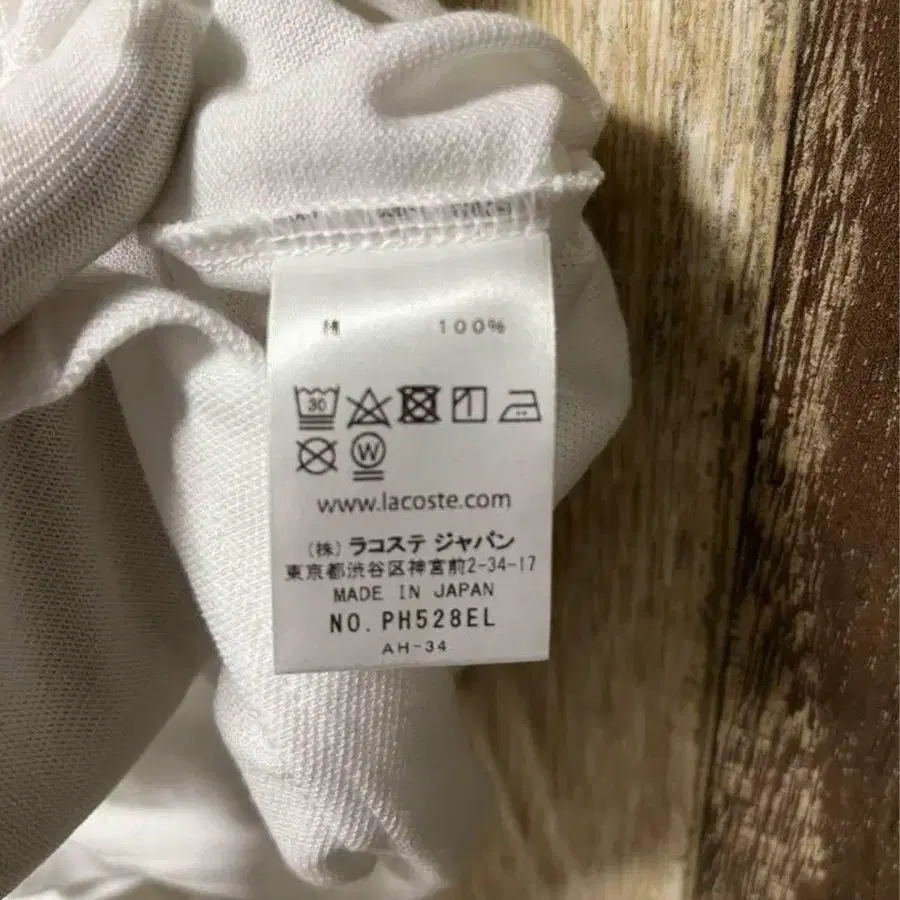 綿 100%
30
W
www.lacoste.com
(株) ラコステ ジャパン
東京都渋谷区神宮前2-34-17
MADE IN JAPAN
NO. PH528EL
AH-34